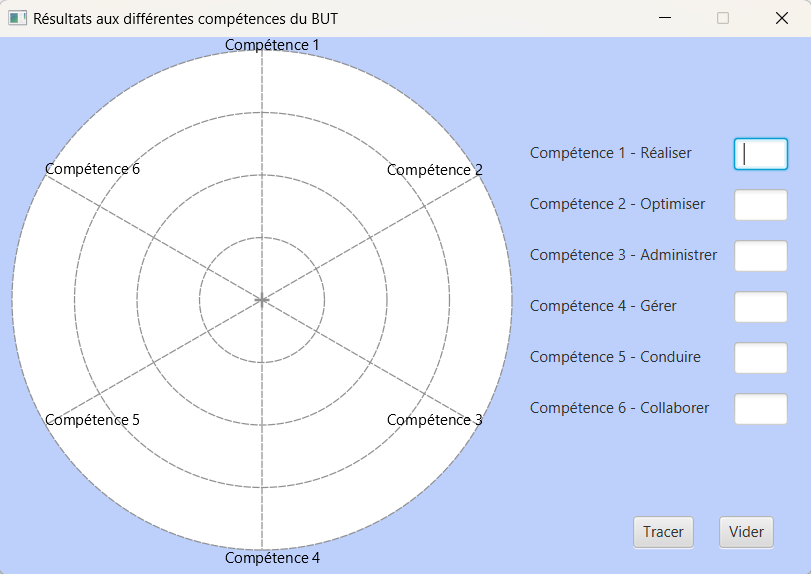 Résultats aux différentes compétences du BUT
Compétence 1
Compétence 6
Compétence 2
Compétence 5
Compétence 3
Compétence 4
Compétence 1 - Réaliser
Compétence 2 - Optimiser
Compétence 3 - Administrer
Compétence 4 - Gérer
Compétence 5 - Conduire
Compétence 6 - Collaborer
Tracer
Vider